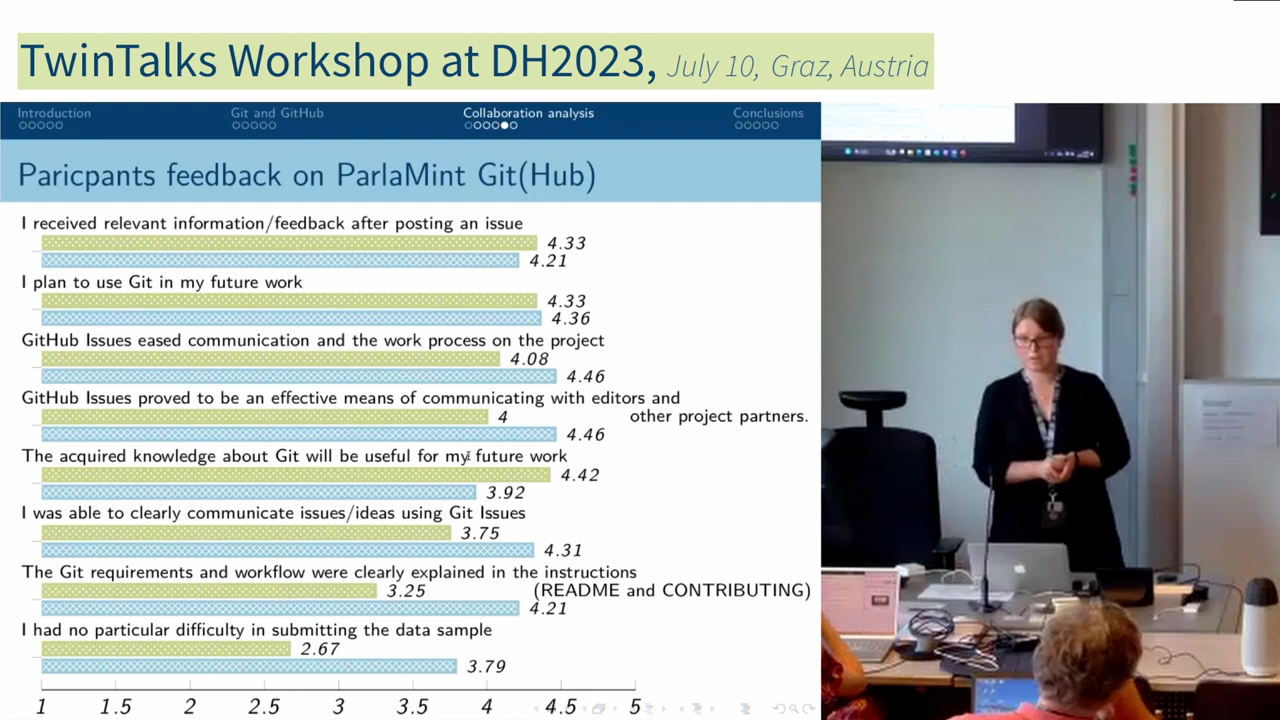 TwinTalks Workshop at DH2023, July 10, Graz, Austria
Introduction Git and GitHub Collaboration analysis Conclusions
Paricpants feedback on ParlaMint Git(Hub)
I received relevant information/feedback after posting an issue
4.33
4.21
I plan to use Git in my future work
4.33
4.36
GitHub Issues eased communication and the work process on the project
4.08
4.46
GitHub Issues proved to be an effective means of communicating with editors and
4 other project partners.
4.46
The acquired knowledge about Git will be useful for my future work
4.42
3.92
I was able to clearly communicate issues/ideas using Git Issues
3.75
4.31
The Git requirements and workflow were clearly explained in the instructions
3.25 (README and CONTRIBUTING)
4.21
I had no particular difficulty in submitting the data sample
2.67
3.79
1 1.5 2 2.5 3 3.5 4 4.5 5